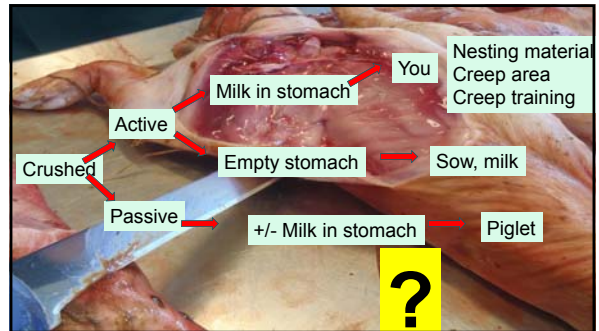 You
Nesting material
Creep area
Creep training
Milk in stomach
Active
Crushed
Empty stomach
Sow, milk
Passive
+/- Milk in stomach
Piglet
?